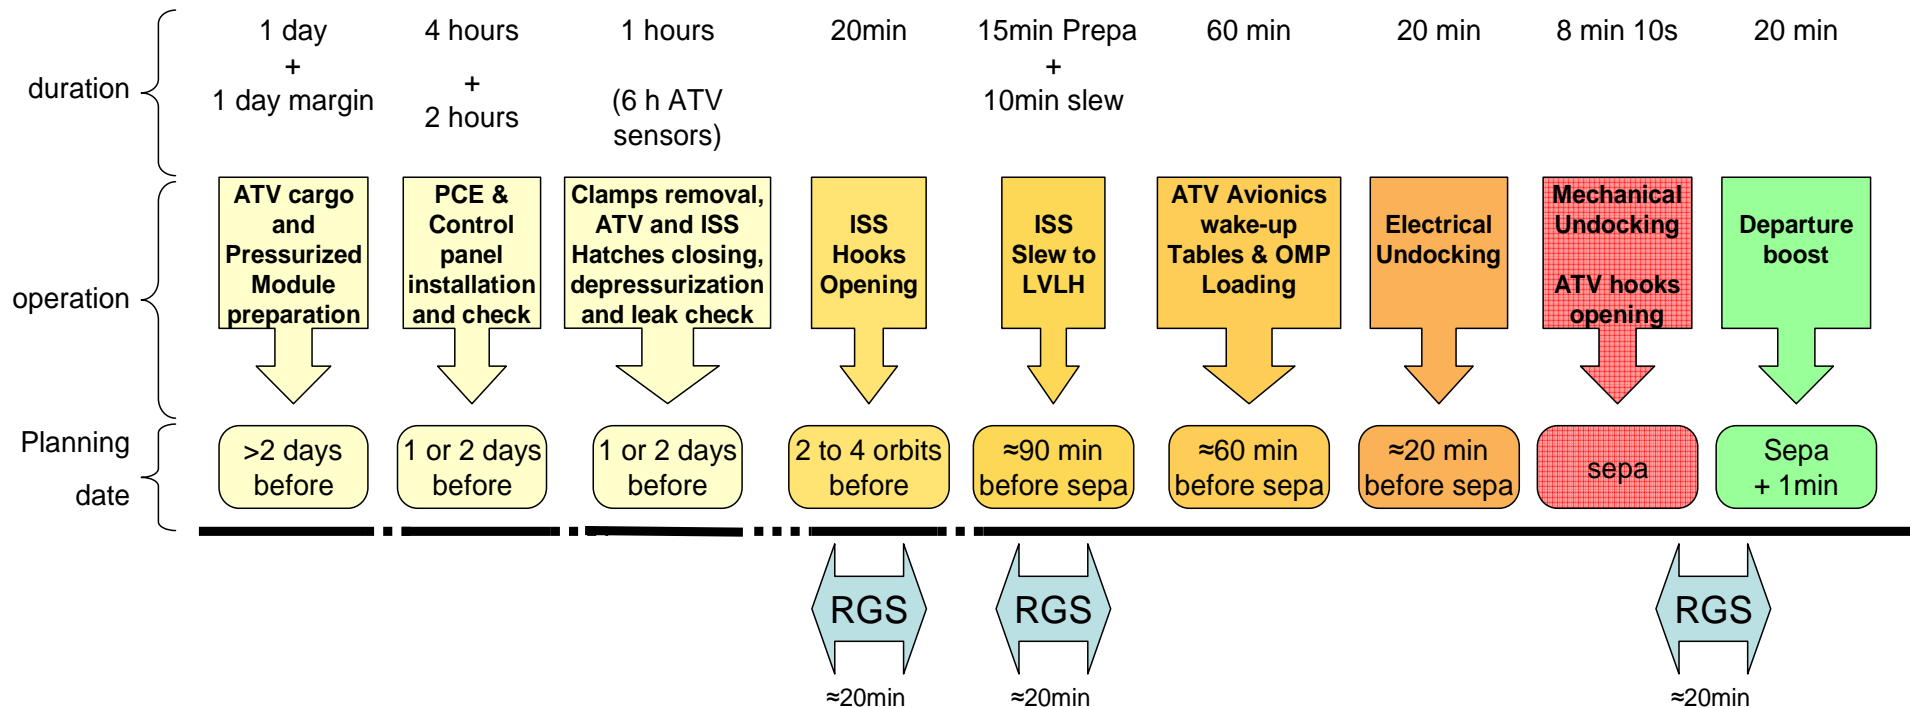 duration
1 day
+
1 day margin
4 hours
+
2 hours
1 hours
(6 h ATV
sensors)
20min
15min Prepa
+
10min slew
60 min
20 min
8 min 10s
20 min
operation
ATV cargo
and
Pressurized
Module
preparation
PCE &
Control
panel
installation
and check
Clamps removal,
ATV and ISS
Hatches closing,
depressurization
and leak check
ISS
Hooks
Opening
ISS
Slew to
LVLH
ATV Avionics
wake-up
Tables & OMP
Loading
Electrical
Undocking
Mechanical
Undocking
ATV hooks
opening
Departure
boost
Planning
date
>2 days
before
1 or 2 days
before
1 or 2 days
before
2 to 4 orbits
before
≈90 min
before sepa
≈60 min
before sepa
≈20 min
before sepa
sepa
Sepa
+ 1min
RGS
≈20min
RGS
≈20min
RGS
≈20min